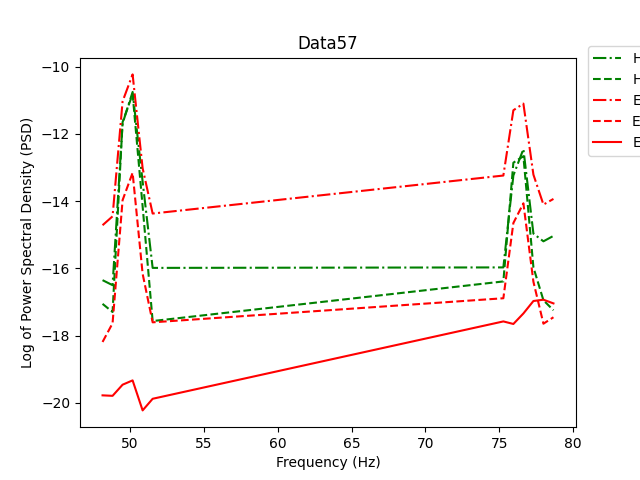 Data57
−10
−12
−14
−16
−18
−20
Log of Power Spectral Density (PSD)
50
55
60
65
70
75
80
Frequency (Hz)
H
H
E
E
E